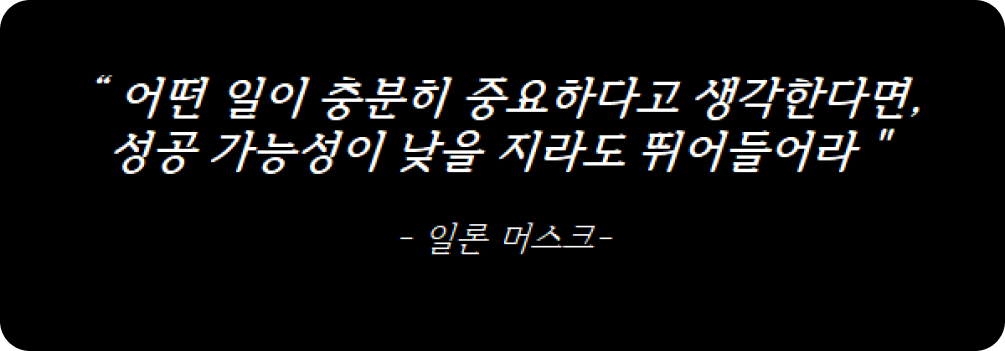 “ 어떤 일이 충분히 중요하다고 생각한다면,
성공 가능성이 낮을 지라도 뛰어들어라 "
- 일론 머스크-